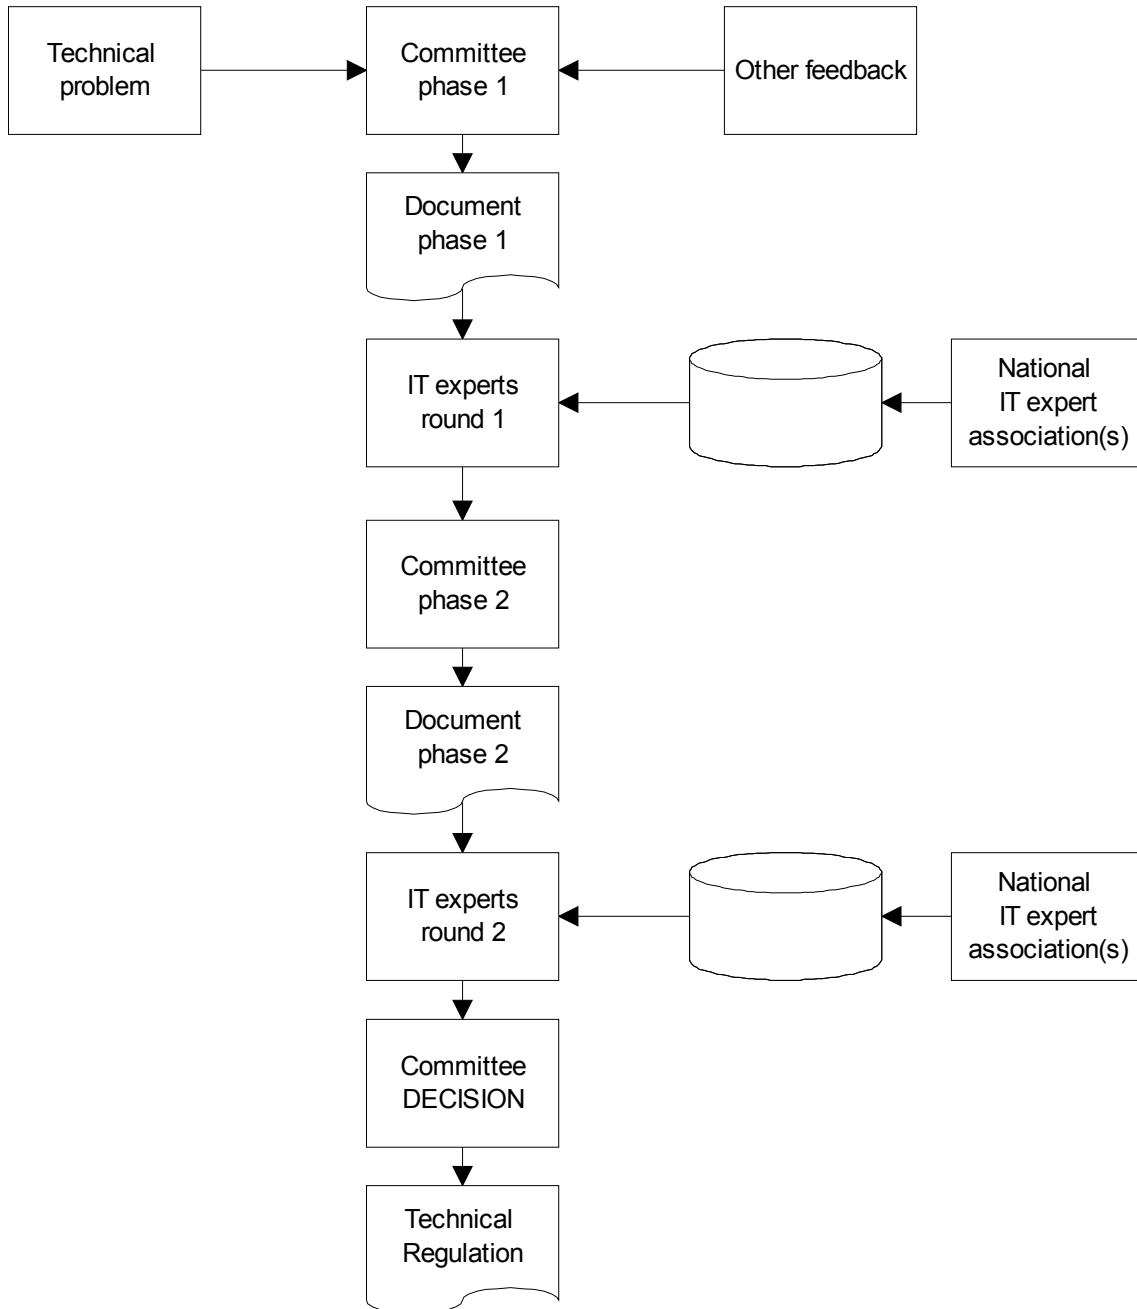 Technical
problem
Committee
phase 1
Other feedback
Document
phase 1
IT experts
round 1
National
IT expert
association(s)
Committee
phase 2
Document
phase 2
IT experts
round 2
National
IT expert
association(s)
Committee
DECISION
Technical
Regulation